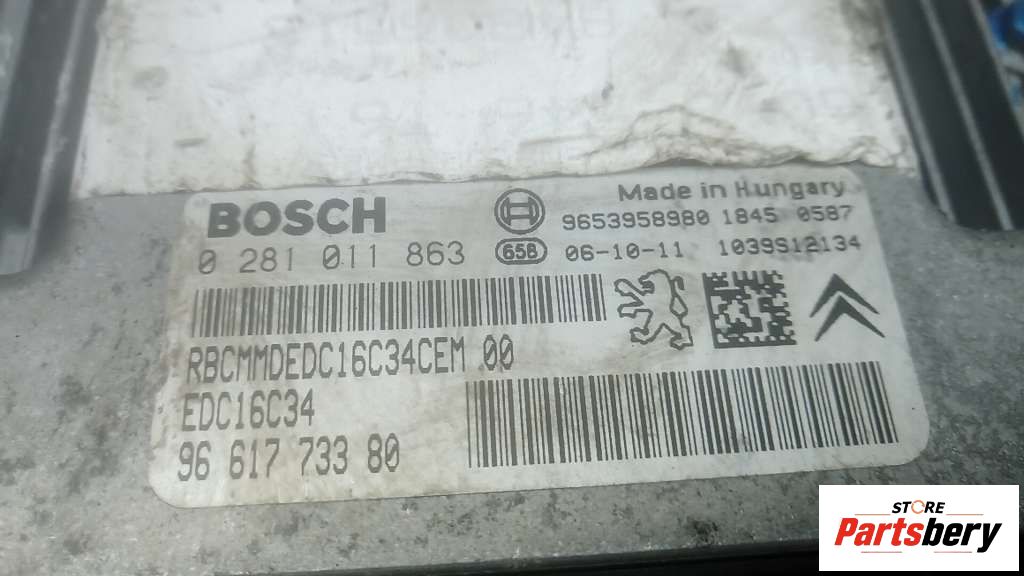 BOSCH
Made in Hungary
9653958980 1845 0587
0 281 011 863
658 06-10-11 1039S12134
RBCMMDEDC16C34CEM 00
EDC16C34
96 617 733 80
STORE
Partsbery